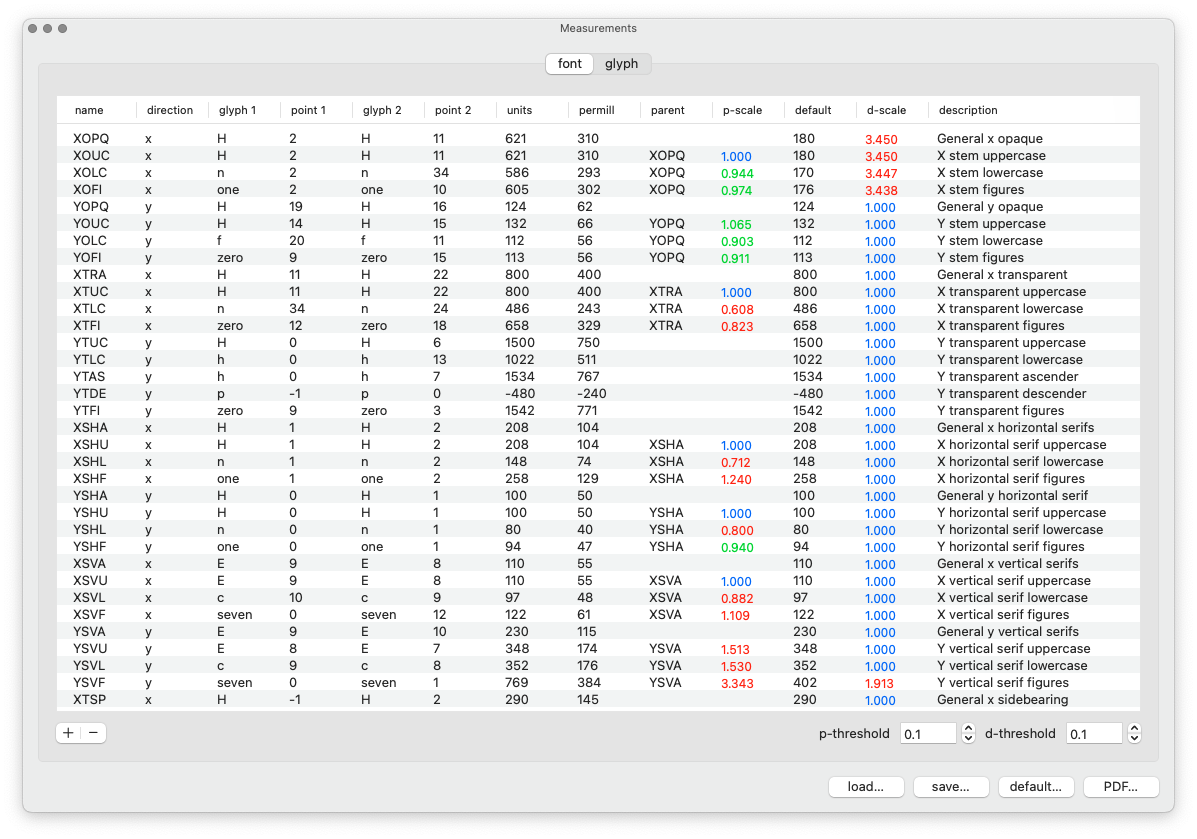 Measurements
font glyph
name direction glyph 1 point 1 glyph 2 point 2 units permill parent p-scale default d-scale description
XOPQ x H 2 H 11 621 310 180 3.450 General x opaque
XOUC x H 2 H 11 621 310 XOPQ 1.000 180 3.450 X stem uppercase
XOLC x n 2 n 34 586 293 XOPQ 0.944 170 3.447 X stem lowercase
XOFI x one 2 one 10 605 302 XOPQ 0.974 176 3.438 X stem figures
YOPQ y H 19 H 16 124 62 124 1.000 General y opaque
YOUC y H 14 H 15 132 66 YOPQ 1.065 132 1.000 Y stem uppercase
YOLC y f 20 f 11 112 56 YOPQ 0.903 112 1.000 Y stem lowercase
YOFI y zero 9 zero 15 113 56 YOPQ 0.911 113 1.000 Y stem figures
XTRA x H 11 H 22 800 400 800 1.000 General x transparent
XTUC x H 11 H 22 800 400 XTRA 1.000 800 1.000 X transparent uppercase
XTLC x n 34 n 24 486 243 XTRA 0.608 486 1.000 X transparent lowercase
XTFI x zero 12 zero 18 658 329 XTRA 0.823 658 1.000 X transparent figures
YTUC y H 0 H 6 1500 750 1500 1.000 Y transparent uppercase
YTLC y h 0 h 13 1022 511 1022 1.000 Y transparent lowercase
YTAS y h 0 h 7 1534 767 1534 1.000 Y transparent ascender
YTDE y p -1 p 0 -480 -240 -480 1.000 Y transparent descender
YTFI y zero 9 zero 3 1542 771 1542 1.000 Y transparent figures
XSHA x H 1 H 2 208 104 208 1.000 General x horizontal serifs
XSHU x H 1 H 2 208 104 XSHA 1.000 208 1.000 X horizontal serif uppercase
XSHL x n 1 n 2 148 74 XSHA 0.712 148 1.000 X horizontal serif lowercase
XSHF x one 1 one 2 258 129 XSHA 1.240 258 1.000 X horizontal serif figures
YSHA y H 0 H 1 100 50 100 1.000 General y horizontal serif
YSHU y H 0 H 1 100 50 YSHA 1.000 100 1.000 Y horizontal serif uppercase
YSHL y n 0 n 1 80 40 YSHA 0.800 80 1.000 Y horizontal serif lowercase
YSHF y one 0 one 1 94 47 YSHA 0.940 94 1.000 Y horizontal serif figures
XSVA x E 9 E 8 110 55 110 1.000 General x vertical serifs
XSVU x E 9 E 8 110 55 XSVA 1.000 110 1.000 X vertical serif uppercase
XSVL x c 10 c 9 97 48 XSVA 0.882 97 1.000 X vertical serif lowercase
XSVF x seven 0 seven 12 122 61 XSVA 1.109 122 1.000 X vertical serif figures
YSVA y E 9 E 10 230 115 230 1.000 General y vertical serifs
YSVU y E 8 E 7 348 174 YSVA 1.513 348 1.000 Y vertical serif uppercase
YSVL y c 9 c 8 352 176 YSVA 1.530 352 1.000 Y vertical serif lowercase
YSVF y seven 0 seven 1 769 384 YSVA 3.343 402 1.913 Y vertical serif figures
XTSP x H -1 H 2 290 145 290 1.000 General x sidebearing
+ − p-threshold 0.1 d-threshold 0.1
load... save... default... PDF...